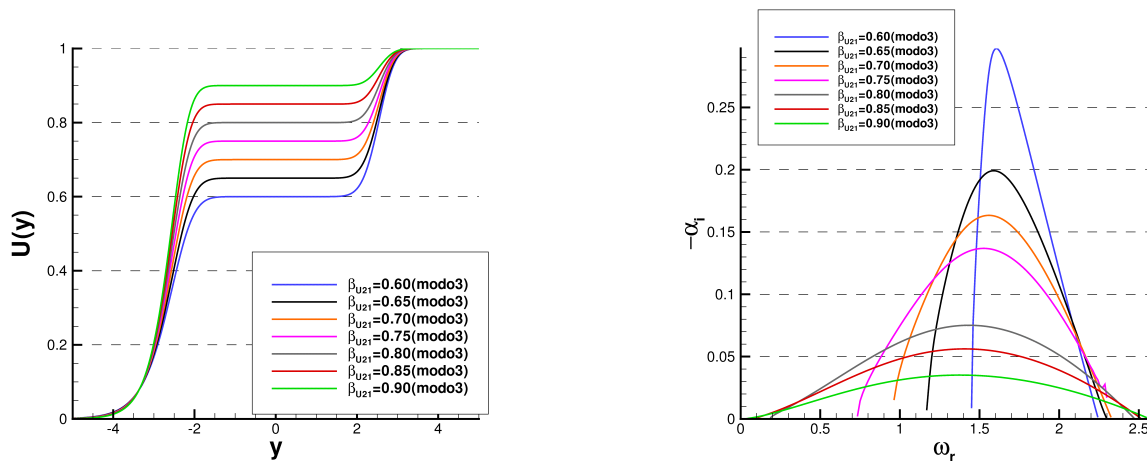 U(y)
1
0.8
0.6
0.4
0.2
0
-4
-2
0
2
4
y
βU21=0.60(modo3)
βU21=0.65(modo3)
βU21=0.70(modo3)
βU21=0.75(modo3)
βU21=0.80(modo3)
βU21=0.85(modo3)
βU21=0.90(modo3)
βU21=0.60(modo3)
βU21=0.65(modo3)
βU21=0.70(modo3)
βU21=0.75(modo3)
βU21=0.80(modo3)
βU21=0.85(modo3)
βU21=0.90(modo3)
-αi
0.25
0.2
0.15
0.1
0.05
0
0
0.5
1
1.5
2
2.5
ωr